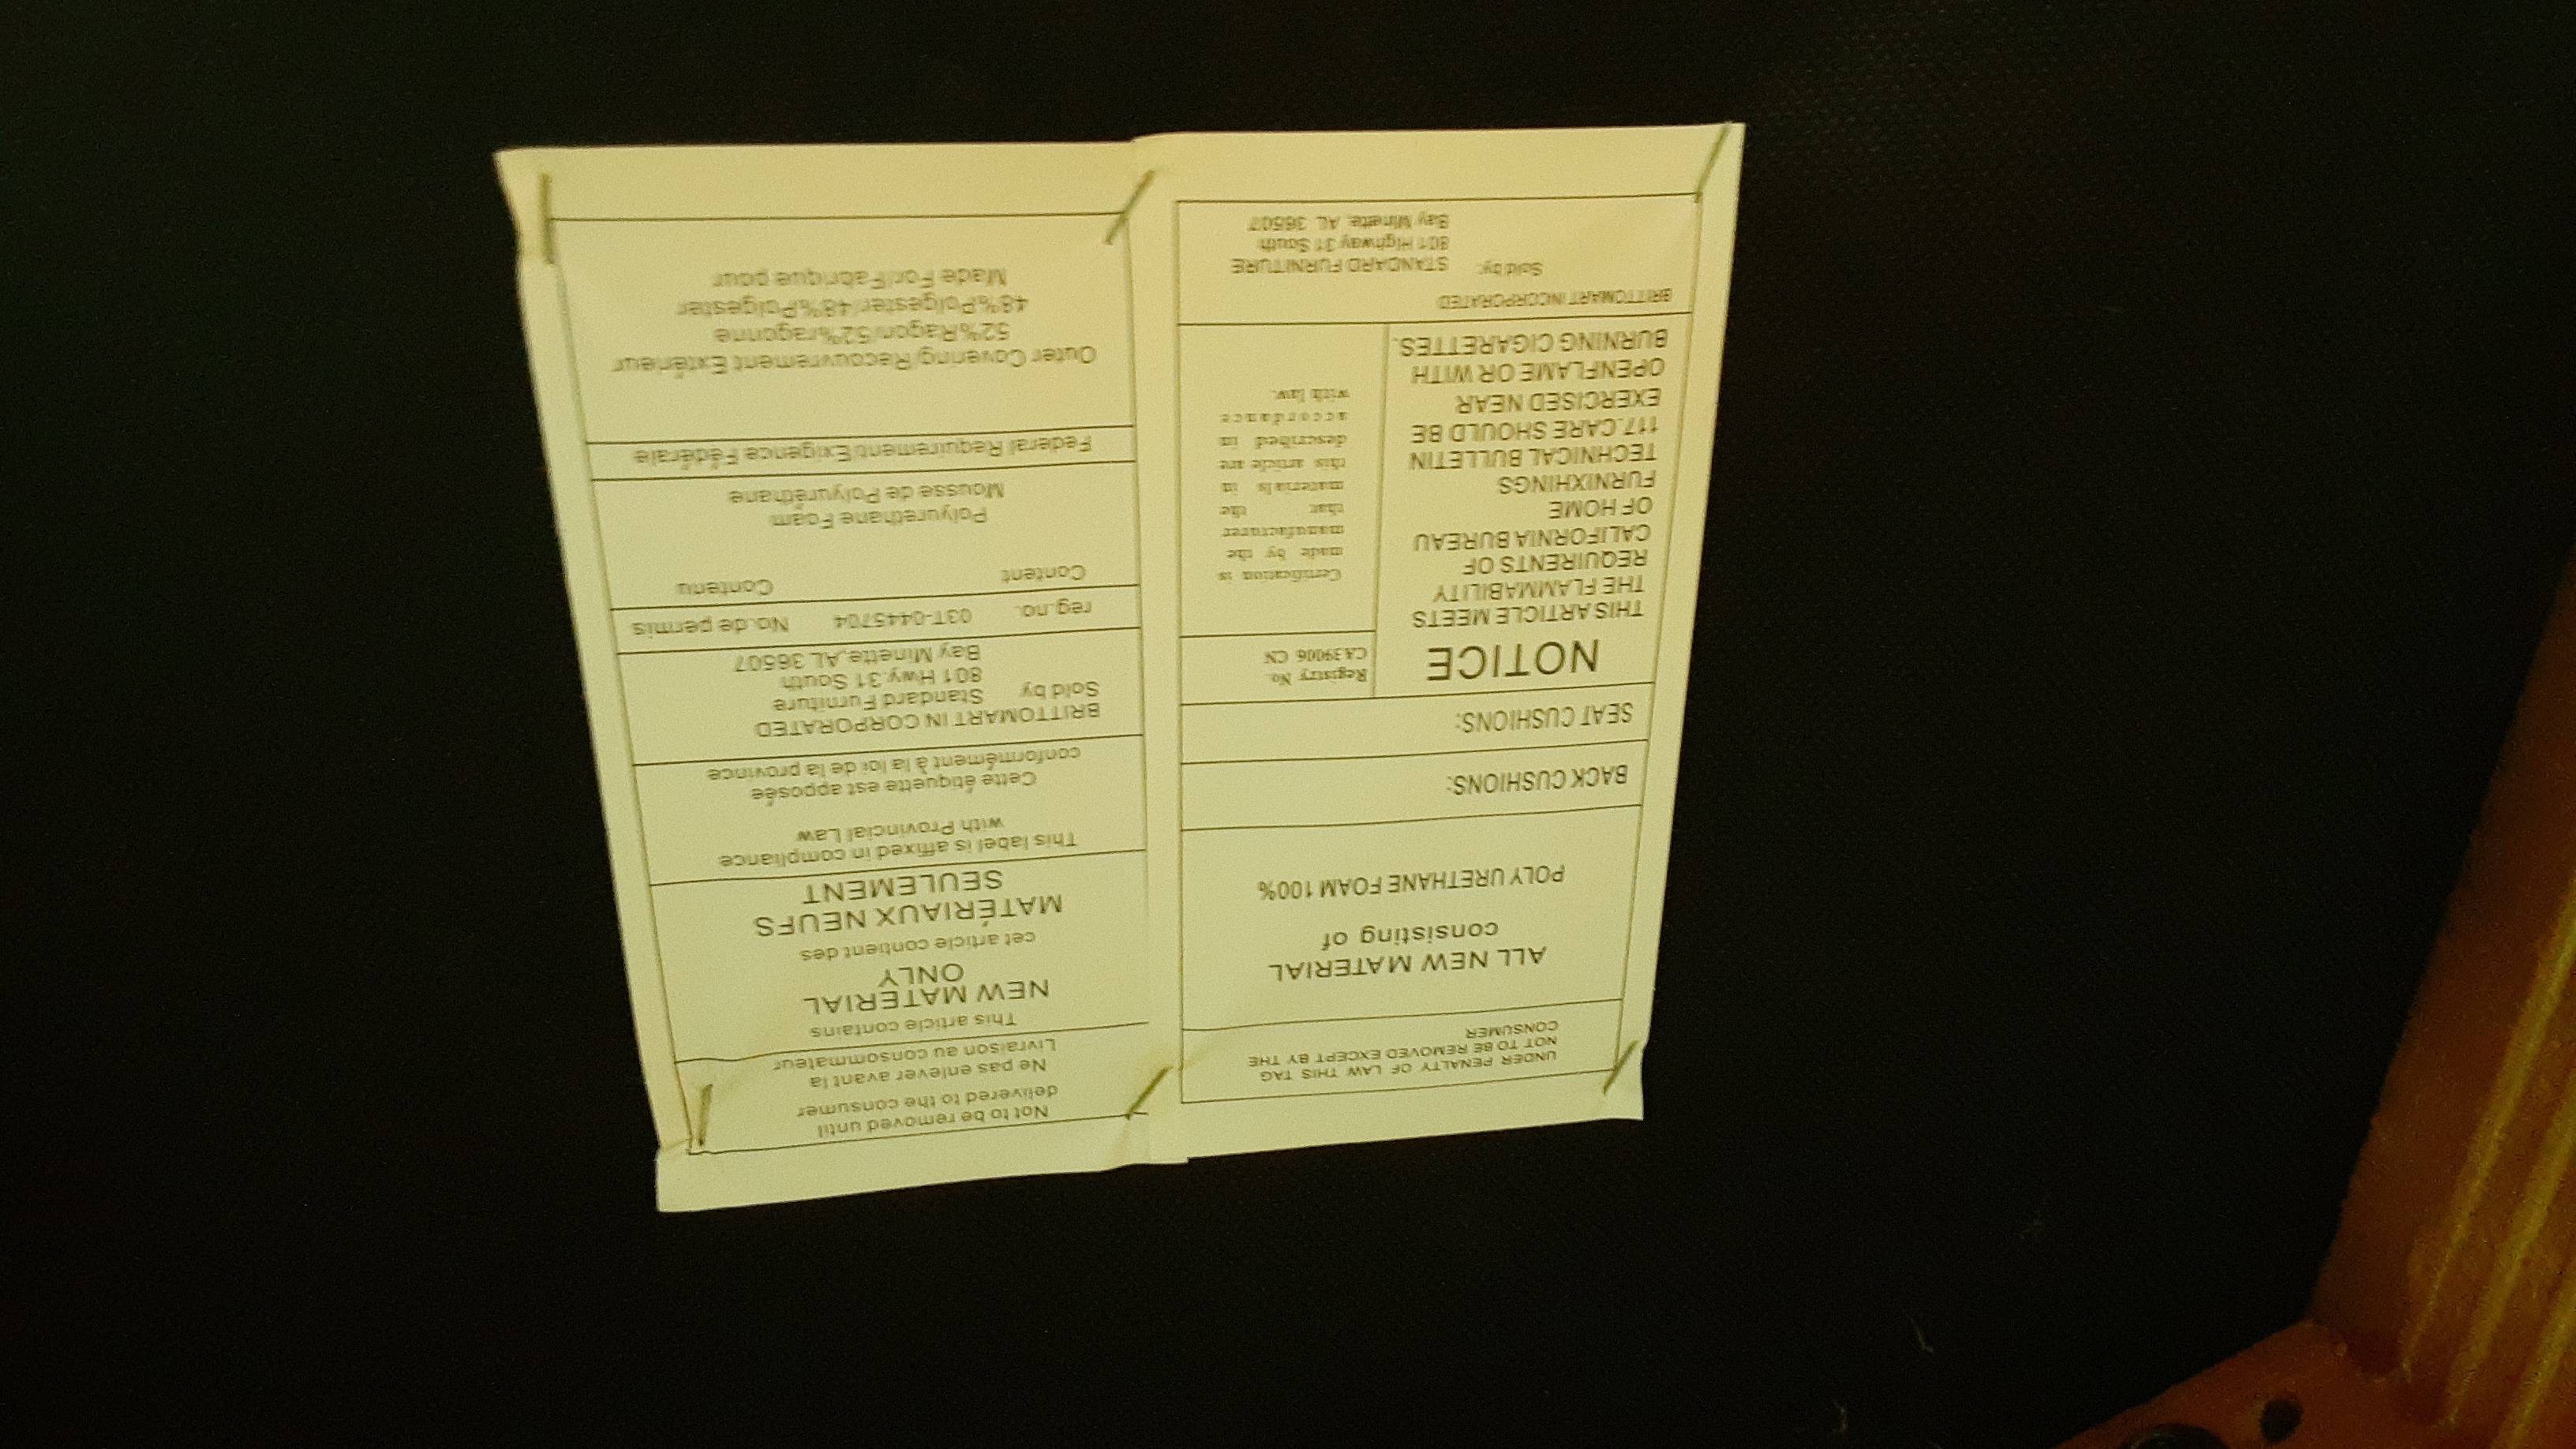 UNDER PENALTY OF LAW THIS TAG
NOT TO BE REMOVED EXCEPT BY THE
CONSUMER
ALL NEW MATERIAL
consisting of
POLY URETHANE FOAM 100%
BACK CUSHIONS:
SEAT CUSHIONS:
NOTICE
THIS ARTICLE MEETS
THE FLAMMABILITY
REQUIRENTS OF
CALIFORNIA BUREAU
OF HOME
FURNIXHINGS
TECHNICAL BULLETIN
117.CARE SHOULD BE
EXERCISED NEAR
OPENFLAME OR WITH
BURNING CIGARETTES.
Registry No.
CA39006 CN
Certification is
made by the
manufacturer
that the
materials in
this article are
described in
accordance
with law.
BRITTOMART INCORPORATED
Sold by: STANDARD FURNITURE
801 Highway 31 South
Bay Minette, AL 36507
Not to be removed until
delivered to the consumer
Ne pas enlever avant la
Livraison au consommateur
This article contains
NEW MATERIAL
ONLY
cet article contient des
MATÉRIAUX NEUFS
SEULEMENT
This label is affixed in compliance
with Provincial Law
Cette étiquette est apposée
conformément à la loi de la province
BRITTOMART IN CORPORATED
Sold by Standard Furniture
801 Hwy.31 South
Bay Minette,AL 36507
reg.no. 03T-0445704 No.de permis
Content Contenu
Polyurethane Foam
Mousse de Polyuréthane
Federal Requirement/Exigence Fédérale
Outer Covering/Recouvrement Extérieur
52%Ragon/52%ragonne
48%Polgester/48%Polgester
Made For/Fabrique pour